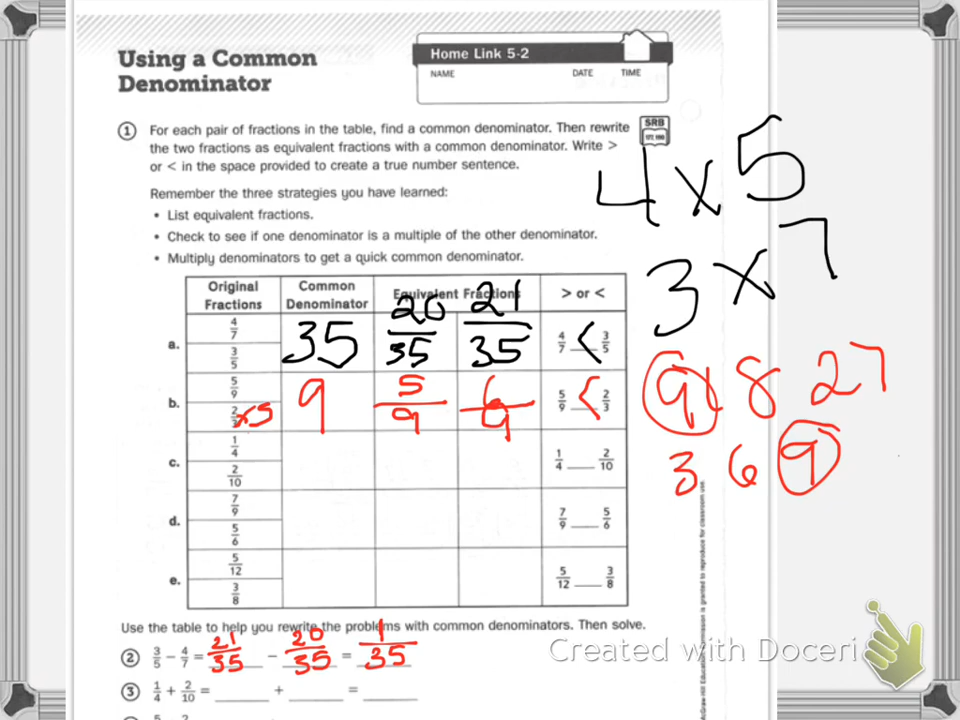 Using a Common
Denominator
Home Link 5-2
NAME DATE TIME
① For each pair of fractions in the table, find a common denominator. Then rewrite
the two fractions as equivalent fractions with a common denominator. Write >
or < in the space provided to create a true number sentence.
SRB
Remember the three strategies you have learned:
• List equivalent fractions.
• Check to see if one denominator is a multiple of the other denominator.
• Multiply denominators to get a quick common denominator.
4 x 5
3 x 7
Original Fractions Common Denominator Equivalent Fractions > or <
a. 4/7 3/5 35 20/35 21/35 4/7 < 3/5
b. 5/9 2/3 x3 9 5/9 6/9 5/9 < 2/3
9 18 27
3 6 9
c. 1/4 2/10 1/4 ___ 2/10
d. 7/9 5/6 7/9 ___ 5/6
e. 5/12 3/8 5/12 ___ 3/8
Use the table to help you rewrite the problems with common denominators. Then solve.
② 3/5 − 4/7 = 21/35 − 20/35 = 1/35
③ 1/4 + 2/10 = ___ + ___ = ___
Created with Doceri